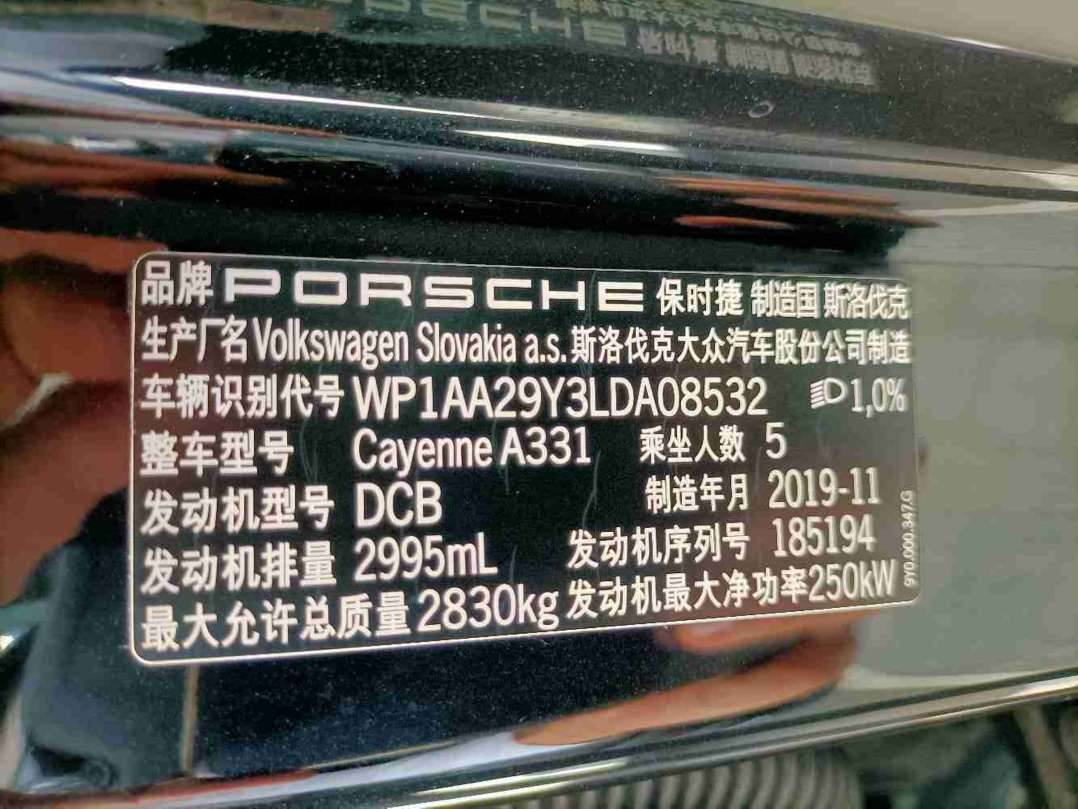 品牌 PORSCHE 保时捷 制造国 斯洛伐克
生产厂名 Volkswagen Slovakia a.s. 斯洛伐克大众汽车股份公司制造
车辆识别代号 WP1AA29Y3LDA08532 1,0%
整车型号 Cayenne A331 乘坐人数 5
发动机型号 DCB 制造年月 2019-11
发动机排量 2995mL 发动机序列号 185194
最大允许总质量 2830kg 发动机最大净功率 250kW
9Y0.000.347.G